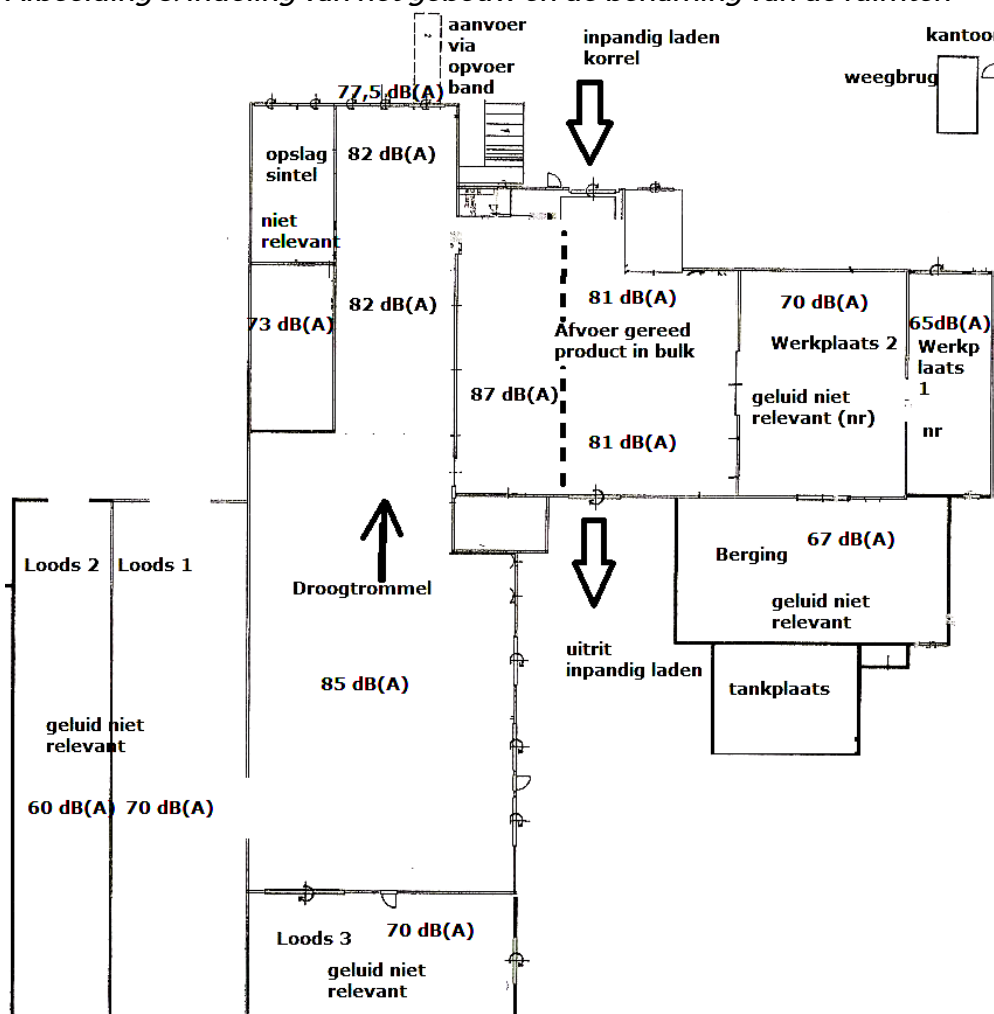 aanvoer
via
opvoer
band
inpandig laden
korrel
kantoor
weegbrug
77,5 dB(A)
opslag
sintel
82 dB(A)
niet
relevant
73 dB(A)
82 dB(A)
81 dB(A)
Afvoer gereed
product in bulk
70 dB(A)
Werkplaats 2
65dB(A)
Werkp
laats
1
87 dB(A)
geluid niet
relevant (nr)
nr
81 dB(A)
Loods 2
Loods 1
Droogtrommel
Berging
67 dB(A)
geluid niet
relevant
uitrit
inpandig laden
85 dB(A)
tankplaats
geluid niet
relevant
60 dB(A)
70 dB(A)
Loods 3
70 dB(A)
geluid niet
relevant